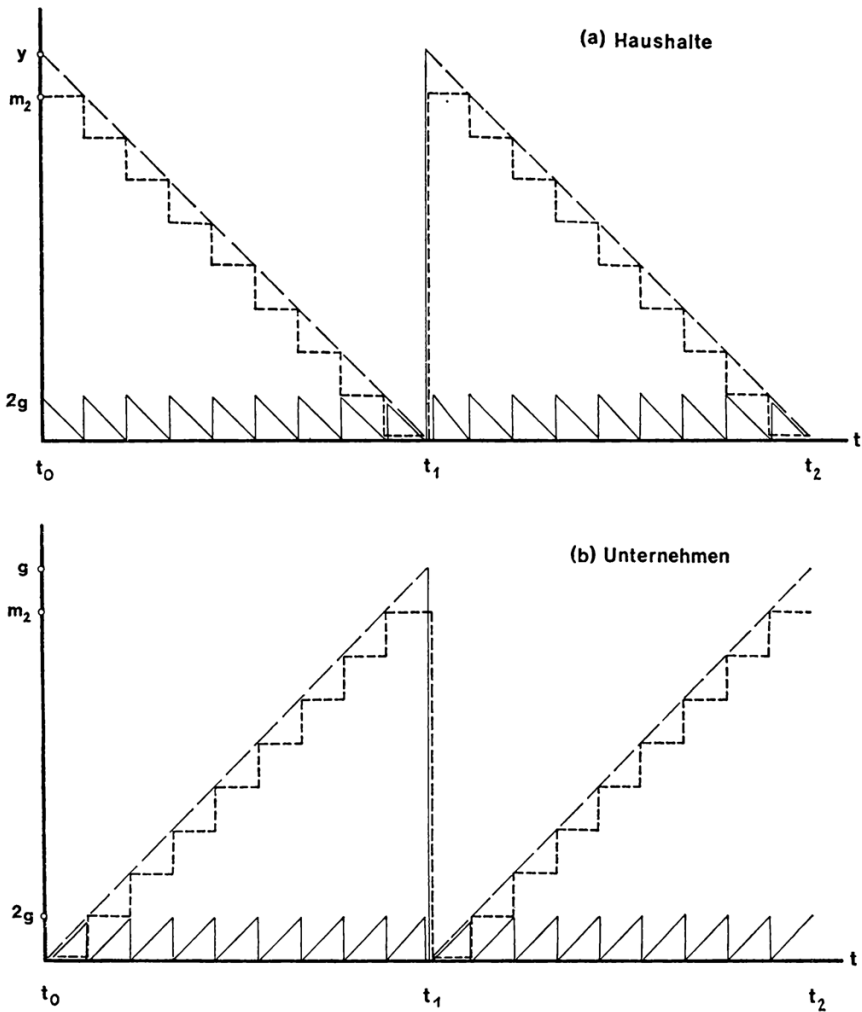 (a) Haushalte
y
m₂
2g
t
t₀
t₁
t₂
(b) Unternehmen
g
m₂
2g
t
t₀
t₁
t₂